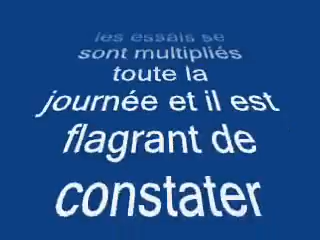 les essais se
sont multipliés
toute la
journée et il est
flagrant de
constater